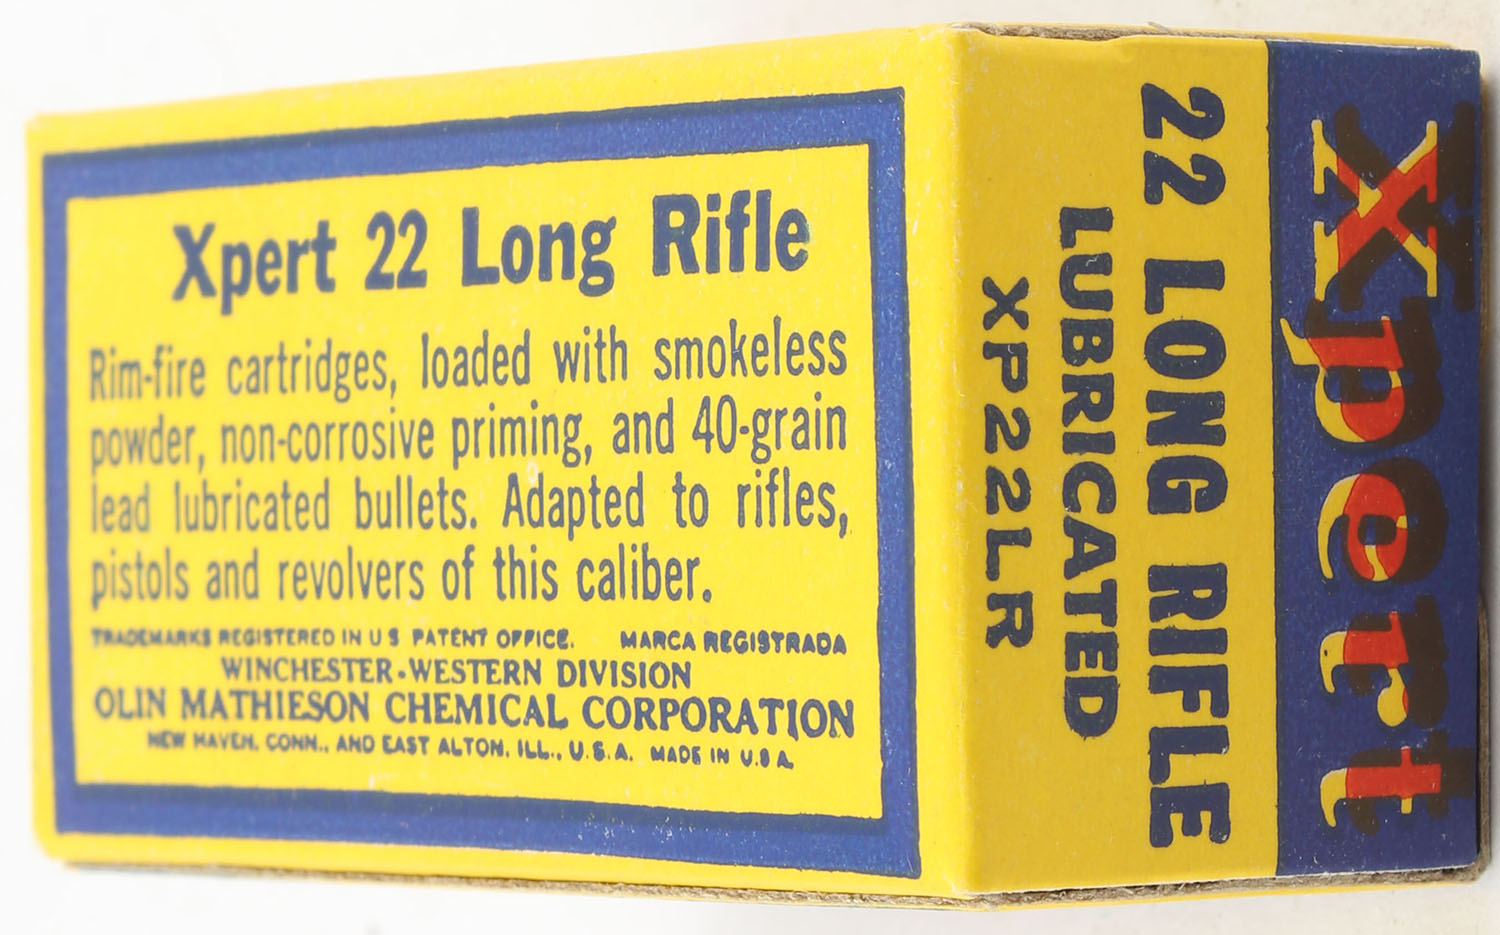 Xpert 22 Long Rifle
Rim-fire cartridges, loaded with smokeless
powder, non-corrosive priming, and 40-grain
lead lubricated bullets. Adapted to rifles,
pistols and revolvers of this caliber.
TRADEMARKS REGISTERED IN U S PATENT OFFICE. MARCA REGISTRADA
WINCHESTER-WESTERN DIVISION
OLIN MATHIESON CHEMICAL CORPORATION
NEW HAVEN, CONN., AND EAST ALTON, ILL., U.S.A. MADE IN U.S A.
Xpert
22 LONG RIFLE
LUBRICATED
XP22LR